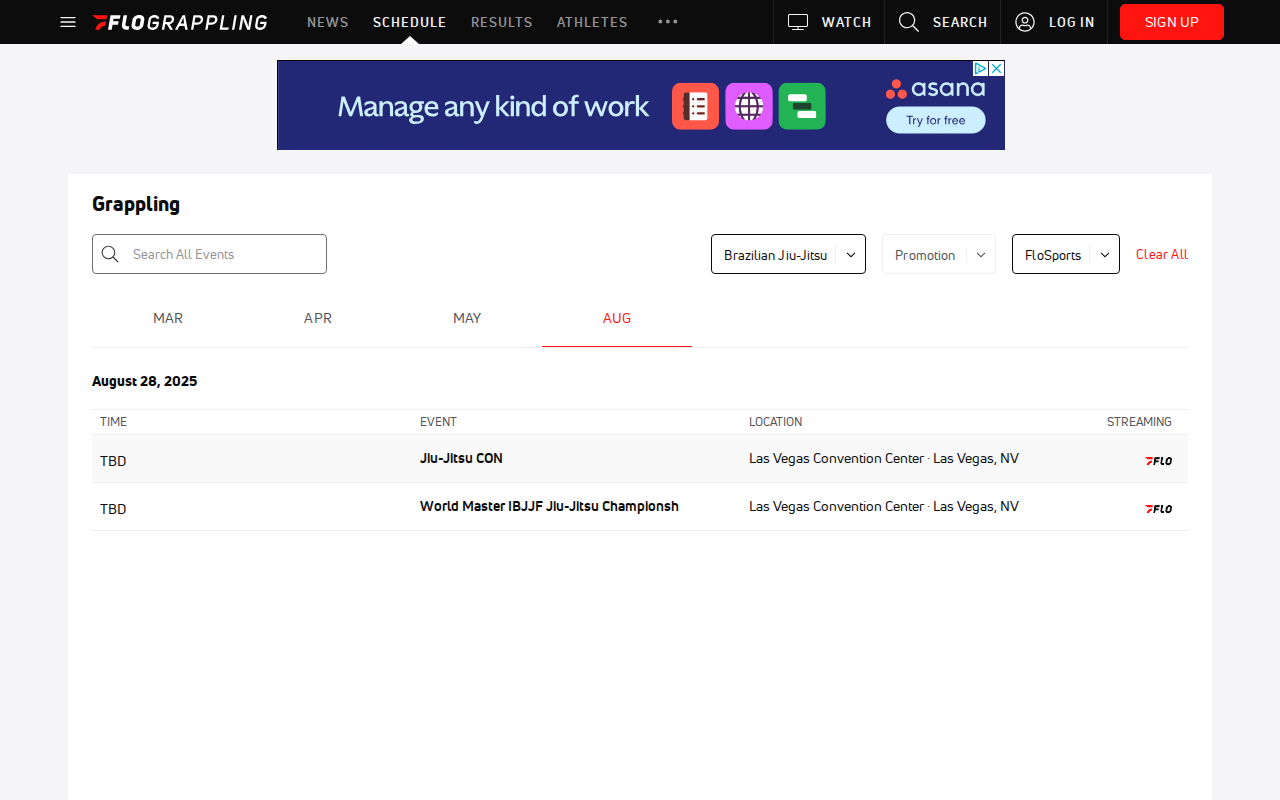 FLOGRAPPLING NEWS SCHEDULE RESULTS ATHLETES ••• WATCH SEARCH LOG IN SIGN UP
Manage any kind of work asana
Try for free
Grappling
Search All Events Brazilian Jiu-Jitsu Promotion FloSports Clear All
MAR APR MAY AUG
August 28, 2025
TIME EVENT LOCATION STREAMING
TBD Jiu-Jitsu CON Las Vegas Convention Center · Las Vegas, NV FLO
TBD World Master IBJJF Jiu-Jitsu Championsh Las Vegas Convention Center · Las Vegas, NV FLO